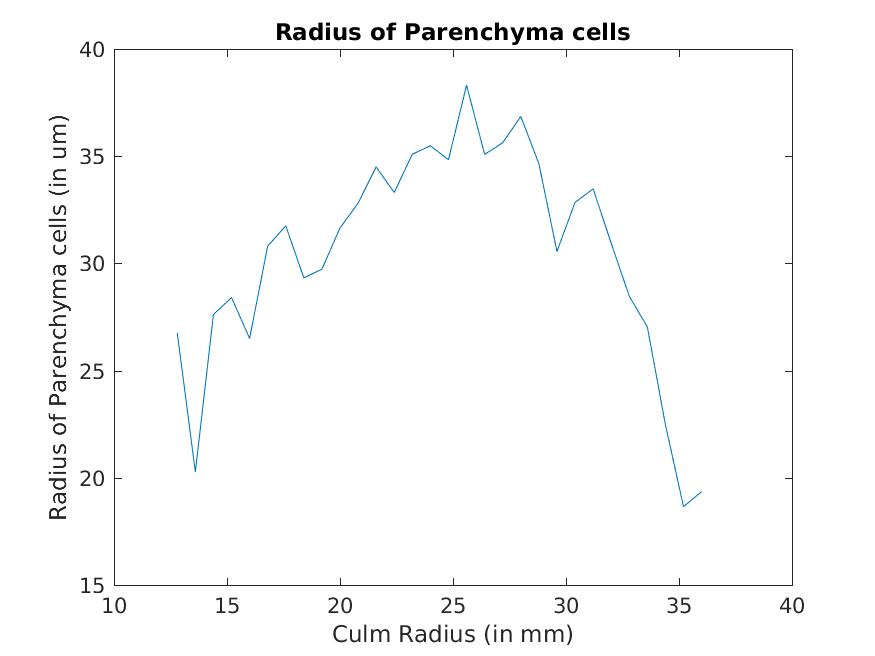 Radius of Parenchyma cells
40
35
30
25
20
15
Radius of Parenchyma cells (in um)
10 15 20 25 30 35 40
Culm Radius (in mm)